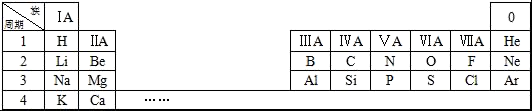 族 ⅠA 0
周期
1 H ⅡA ⅢA ⅣA ⅤA ⅥA ⅦA He
2 Li Be B C N O F Ne
3 Na Mg Al Si P S Cl Ar
4 K Ca ……